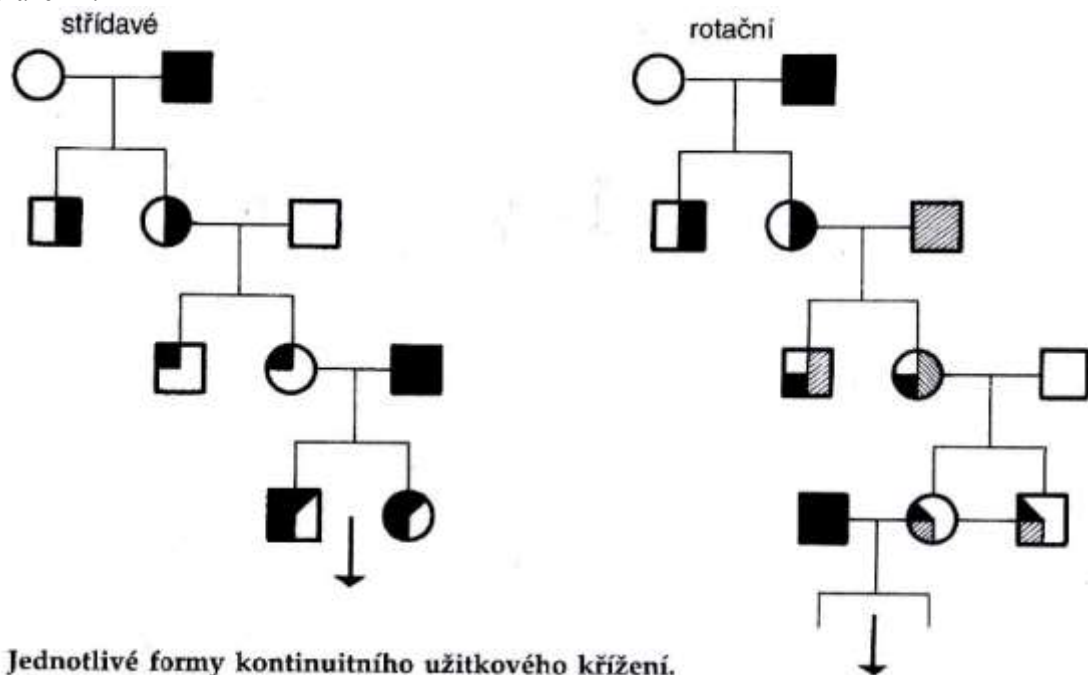 střídavé
rotační
Jednotlivé formy kontinuitního užitkového křížení.